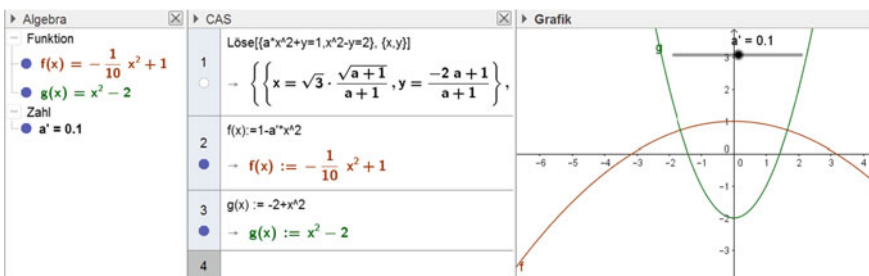 Algebra
Funktion
f(x) = − 1/10 x² + 1
g(x) = x² − 2
Zahl
a' = 0.1
CAS
1
Löse[{a*x^2+y=1,x^2-y=2}, {x,y}]
→ {{x = √3 · √(a+1)/(a+1) , y = (−2 a + 1)/(a+1)},
2
f(x):=1-a'*x^2
→ f(x) := − 1/10 x² + 1
3
g(x) := -2+x^2
→ g(x) := x² − 2
4
Grafik
g
a' = 0.1
3
2
1
0
-6 -5 -4 -3 -2 -1 0 1 2 3 4
-1
-2
-3
f